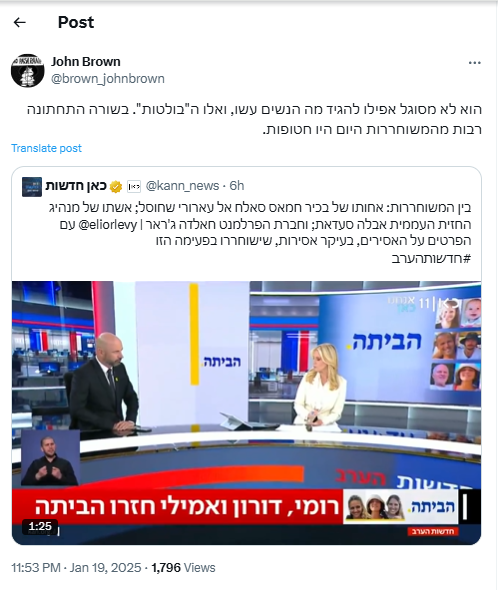 Post
John Brown
@brown_johnbrown
הוא לא מסוגל אפילו להגיד מה הנשים עשו, ואלו ה"בולטות". בשורה התחתונה
רבות מהמשוחררות היום היו חטופות.
Translate post
כאן חדשות @kann_news · 6h
בין המשוחררות: אחותו של בכיר חמאס סאלח אל עארורי שחוסל; אשתו של מנהיג
החזית העממית אבלה סעדאת; וחברת הפרלמנט חאלדה ג'ראר | eliorlevy@ עם
הפרטים על האסירים, בעיקר אסירות, שישוחררו בפעימה הזו
#חדשותהערב
כאן 11
הביתה.
הביתה.
חדשות הערב
רומי, דורון ואמילי חזרו הביתה
הביתה.
חדשות הערב
1:25
11:53 PM · Jan 19, 2025 · 1,796 Views